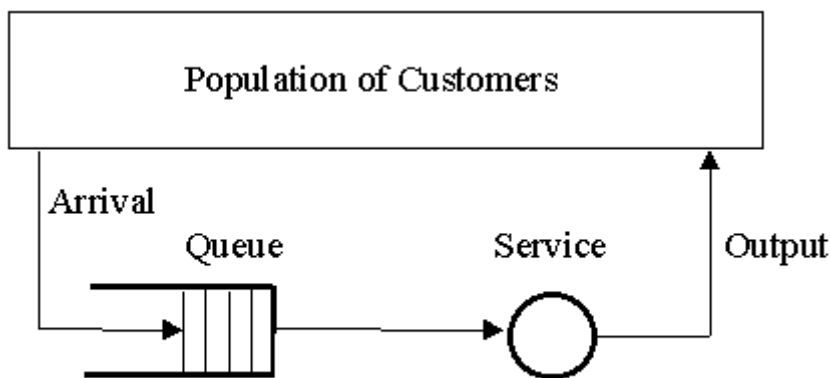 Population of Customers
Arrival
Queue
Service
Output